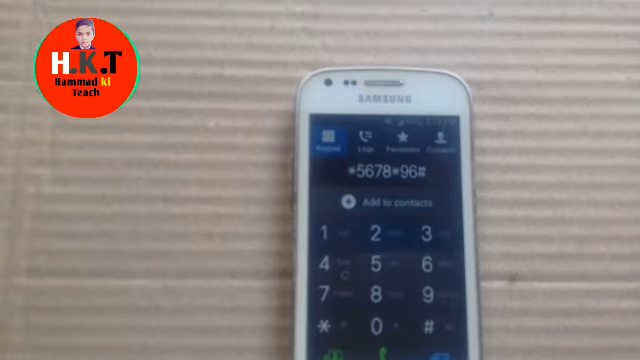 H.K.T
Hammad ki
Teach
SAMSUNG
Keypad Logs Favourites Contacts
*5678*96#
Add to contacts
1 2 3
4 5 6
7 8 9
* 0 #